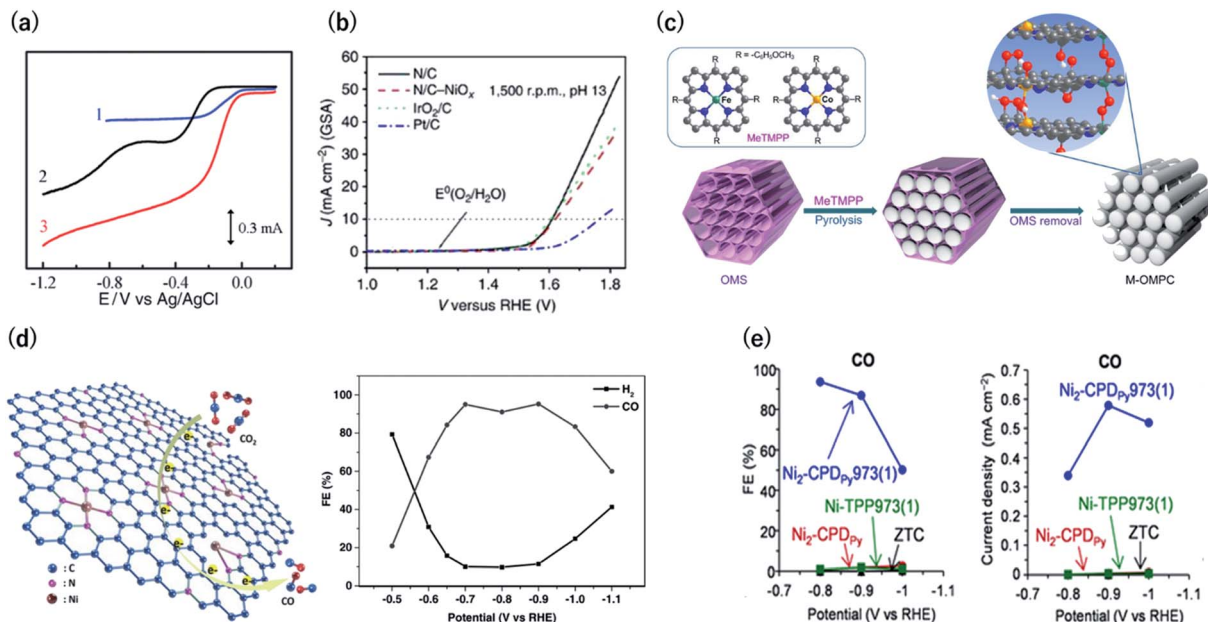 (a)
1
2
3
0.3 mA
-1.2
-0.8
-0.4
0.0
E / V vs Ag/AgCl
(b)
60
50
40
30
20
10
0
N/C
N/C–NiOx
IrO2/C
Pt/C
1,500 r.p.m., pH 13
E0(O2/H2O)
J (mA cm−2) (GSA)
1.0
1.2
1.4
1.6
1.8
V versus RHE (V)
(c)
R = -C6H3OCH3
R
R
R
R
Fe
R
R
R
R
Co
MeTMPP
MeTMPP
Pyrolysis
OMS removal
OMS
M-OMPC
(d)
CO2
e-
e-
e-
e-
e-
e-
e-
CO
: C
: N
: Ni
H2
CO
100
80
60
40
20
0
FE (%)
-0.5
-0.6
-0.7
-0.8
-0.9
-1.0
-1.1
Potential (V vs RHE)
(e)
CO
100
80
60
40
20
0
FE (%)
Ni2-CPDPy973(1)
Ni-TPP973(1)
Ni2-CPDPy
ZTC
-0.7
-0.8
-0.9
-1
-1.1
Potential (V vs RHE)
CO
0.7
0.6
0.5
0.4
0.3
0.2
0.1
0
Current density (mA cm−2)
Ni2-CPDPy973(1)
Ni-TPP973(1)
Ni2-CPDPy
ZTC
-0.7
-0.8
-0.9
-1
-1.1
Potential (V vs RHE)